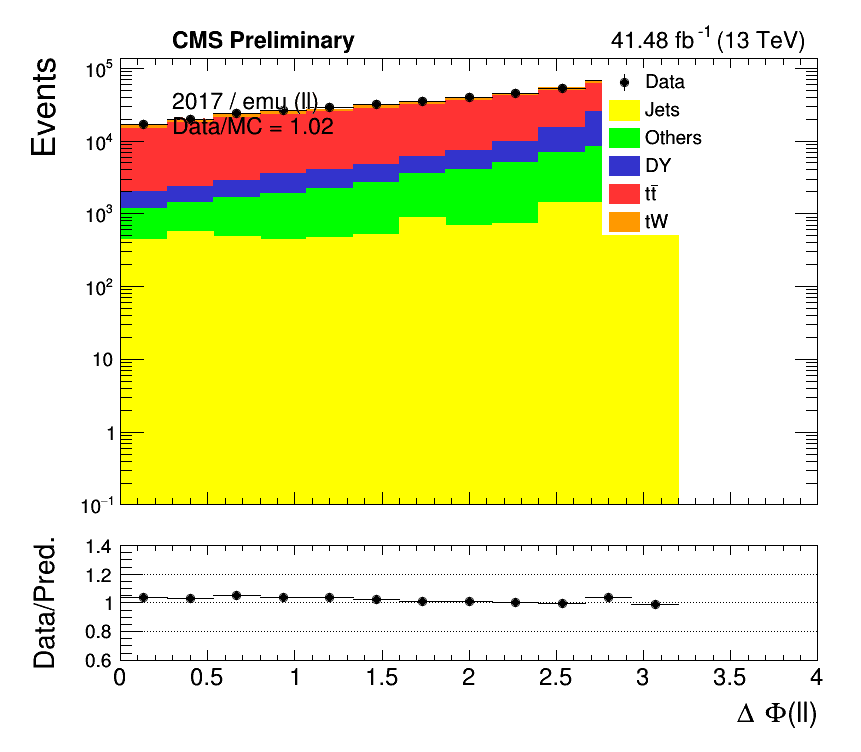 CMS Preliminary
41.48 fb⁻¹ (13 TeV)
Events
2017 / emu (ll)
Data/MC = 1.02
Data
Jets
Others
DY
tt̄
tW
10⁵
10⁴
10³
10²
10
1
10⁻¹
Data/Pred.
1.4
1.2
1
0.8
0.6
0 0.5 1 1.5 2 2.5 3 3.5 4
Δ Φ(ll)